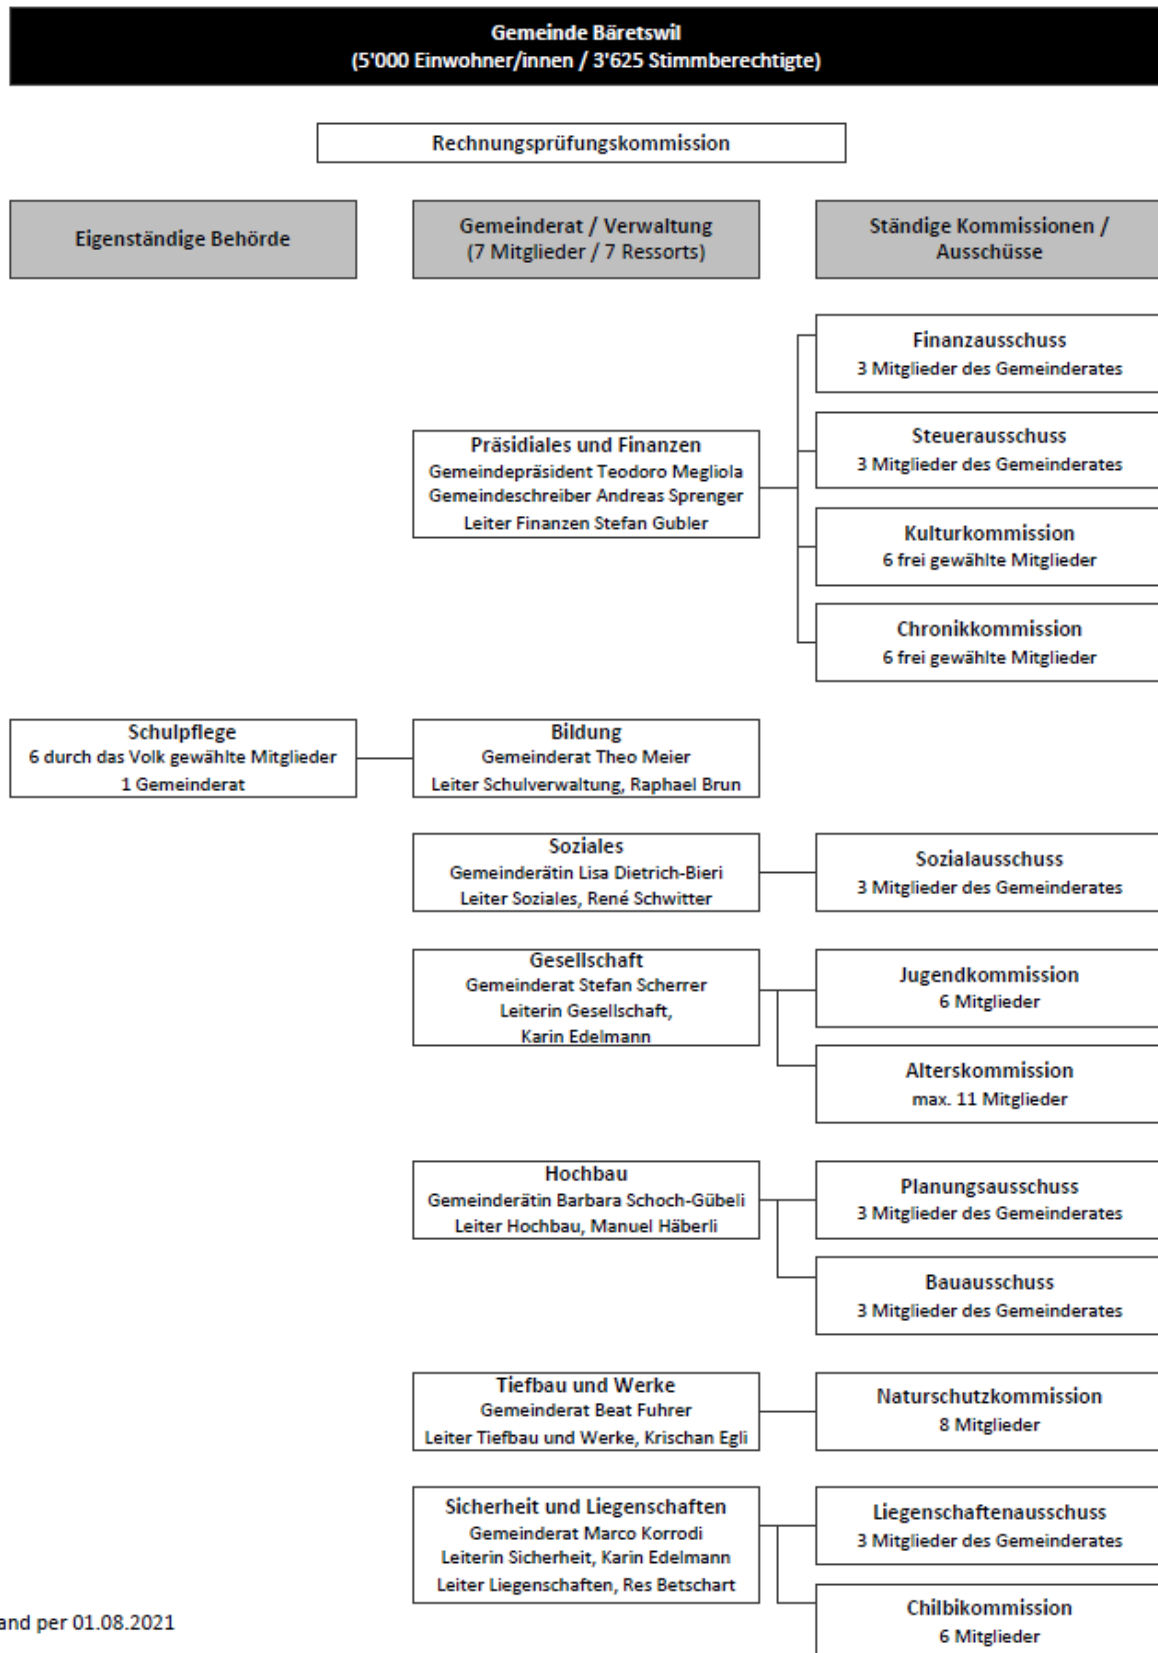 Gemeinde Bäretswil
(5'000 Einwohner/innen / 3'625 Stimmberechtigte)
Rechnungsprüfungskommission
Eigenständige Behörde
Gemeinderat / Verwaltung
(7 Mitglieder / 7 Ressorts)
Ständige Kommissionen /
Ausschüsse
Finanzausschuss
3 Mitglieder des Gemeinderates
Steuerausschuss
3 Mitglieder des Gemeinderates
Präsidiales und Finanzen
Gemeindepräsident Teodoro Megliola
Gemeindeschreiber Andreas Sprenger
Leiter Finanzen Stefan Gubler
Kulturkommission
6 frei gewählte Mitglieder
Chronikkommission
6 frei gewählte Mitglieder
Schulpflege
6 durch das Volk gewählte Mitglieder
1 Gemeinderat
Bildung
Gemeinderat Theo Meier
Leiter Schulverwaltung, Raphael Brun
Soziales
Gemeinderätin Lisa Dietrich-Bieri
Leiter Soziales, René Schwitter
Sozialausschuss
3 Mitglieder des Gemeinderates
Gesellschaft
Gemeinderat Stefan Scherrer
Leiterin Gesellschaft,
Karin Edelmann
Jugendkommission
6 Mitglieder
Alterskommission
max. 11 Mitglieder
Hochbau
Gemeinderätin Barbara Schoch-Gübeli
Leiter Hochbau, Manuel Häberli
Planungsausschuss
3 Mitglieder des Gemeinderates
Bauausschuss
3 Mitglieder des Gemeinderates
Tiefbau und Werke
Gemeinderat Beat Fuhrer
Leiter Tiefbau und Werke, Krischan Egli
Naturschutzkommission
8 Mitglieder
Sicherheit und Liegenschaften
Gemeinderat Marco Korrodi
Leiterin Sicherheit, Karin Edelmann
Leiter Liegenschaften, Res Betschart
Liegenschaftenausschuss
3 Mitglieder des Gemeinderates
Chilbikommission
6 Mitglieder
and per 01.08.2021